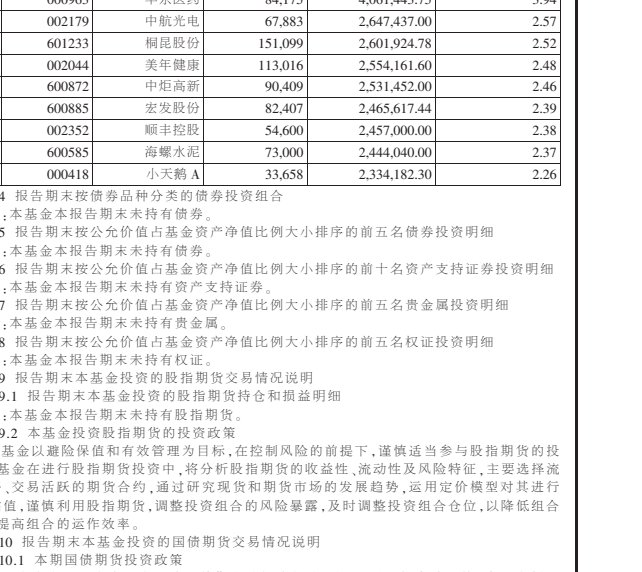 002179 中航光电 67,883 2,647,437.00 2.57
601233 桐昆股份 151,099 2,601,924.78 2.52
002044 美年健康 113,016 2,554,161.60 2.48
600872 中炬高新 90,409 2,531,452.00 2.46
600885 宏发股份 82,407 2,465,617.44 2.39
002352 顺丰控股 54,600 2,457,000.00 2.38
600585 海螺水泥 73,000 2,444,040.00 2.37
000418 小天鹅 A 33,658 2,334,182.30 2.26
4 报告期末按债券品种分类的债券投资组合
:本基金本报告期末未持有债券。
5 报告期末按公允价值占基金资产净值比例大小排序的前五名债券投资明细
:本基金本报告期末未持有债券。
6 报告期末按公允价值占基金资产净值比例大小排序的前十名资产支持证券投资明细
:本基金本报告期末未持有资产支持证券。
7 报告期末按公允价值占基金资产净值比例大小排序的前五名贵金属投资明细
:本基金本报告期末未持有贵金属。
8 报告期末按公允价值占基金资产净值比例大小排序的前五名权证投资明细
:本基金本报告期末未持有权证。
9 报告期末本基金投资的股指期货交易情况说明
9.1 报告期末本基金投资的股指期货持仓和损益明细
:本基金本报告期末未持有股指期货。
9.2 本基金投资股指期货的投资政策
基金以避险保值和有效管理为目标,在控制风险的前提下,谨慎适当参与股指期货的投
基金在进行股指期货投资中,将分析股指期货的收益性、流动性及风险特征,主要选择流
、交易活跃的期货合约,通过研究现货和期货市场的发展趋势,运用定价模型对其进行
值,谨慎利用股指期货,调整投资组合的风险暴露,及时调整投资组合仓位,以降低组合
提高组合的运作效率。
10 报告期末本基金投资的国债期货交易情况说明
10.1 本期国债期货投资政策